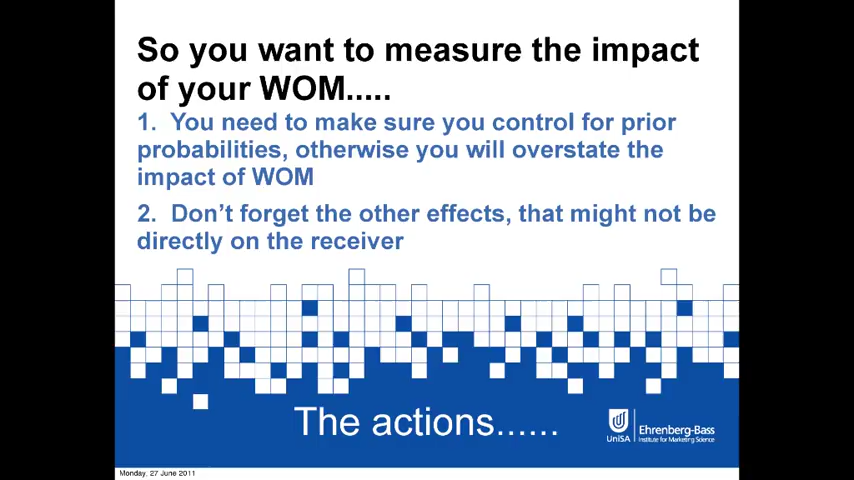 So you want to measure the impact
of your WOM.....
1. You need to make sure you control for prior
probabilities, otherwise you will overstate the
impact of WOM
2. Don't forget the other effects, that might not be
directly on the receiver
The actions......
UniSA
Ehrenberg-Bass
Institute for Marketing Science
Monday, 27 June 2011